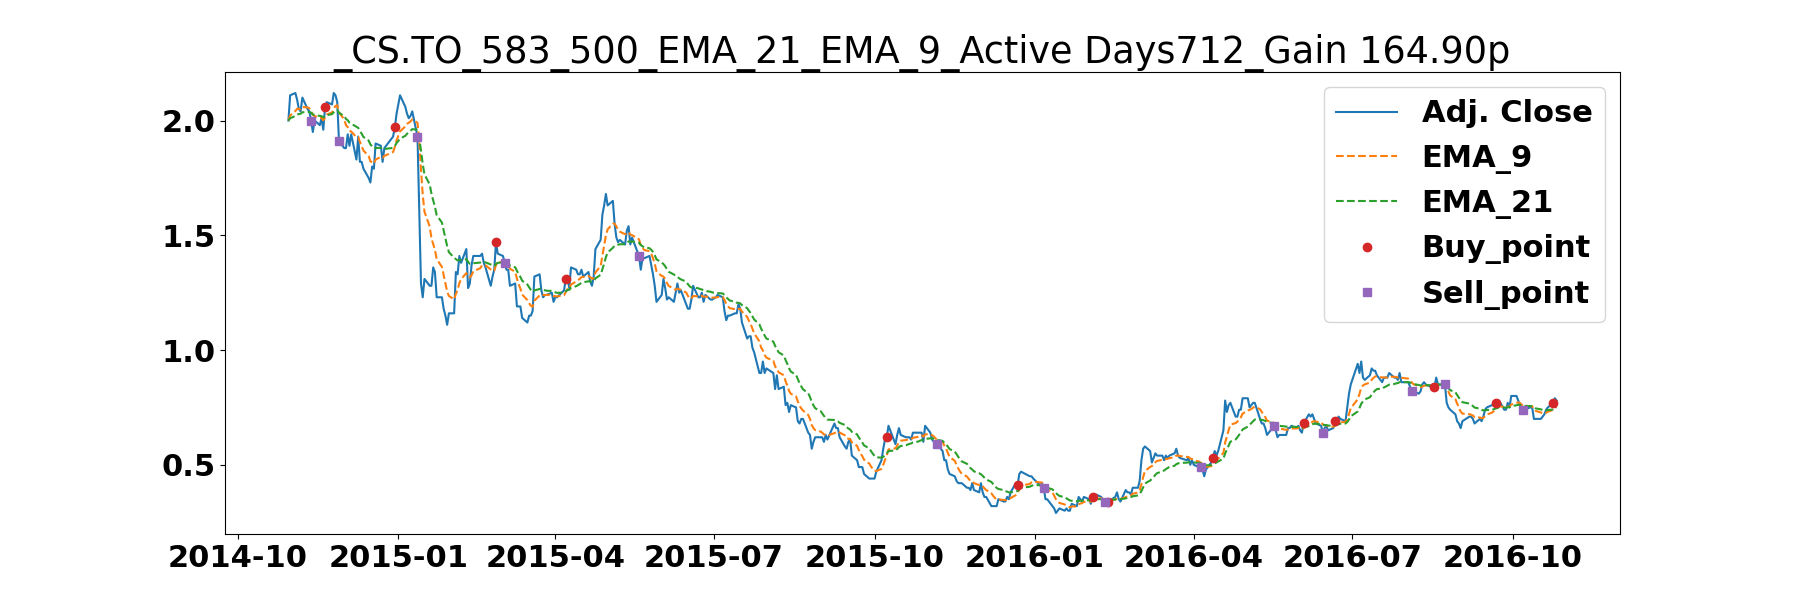 _CS.TO_583_500_EMA_21_EMA_9_Active Days712_Gain 164.90p
Adj. Close
EMA_9
EMA_21
Buy_point
Sell_point
2.0
1.5
1.0
0.5
2014-10 2015-01 2015-04 2015-07 2015-10 2016-01 2016-04 2016-07 2016-10